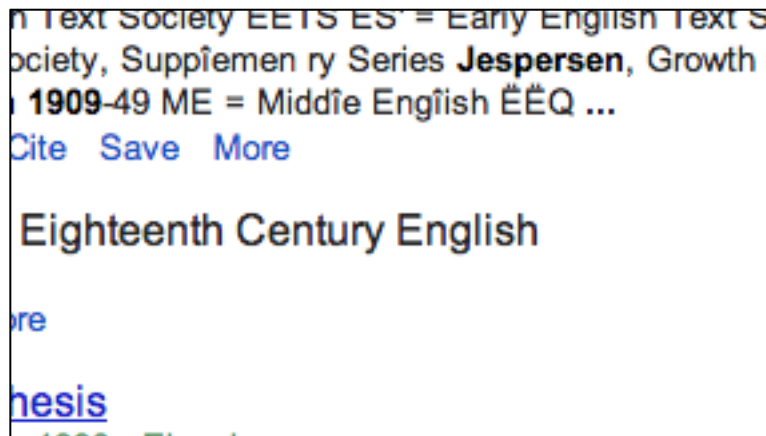 n Text Society EETS ES' = Early English Text S
ociety, Suppîemen ry Series Jespersen, Growth
1909-49 ME = Middîe Engîish ËËQ ...
Cite Save More
Eighteenth Century English
ore
hesis